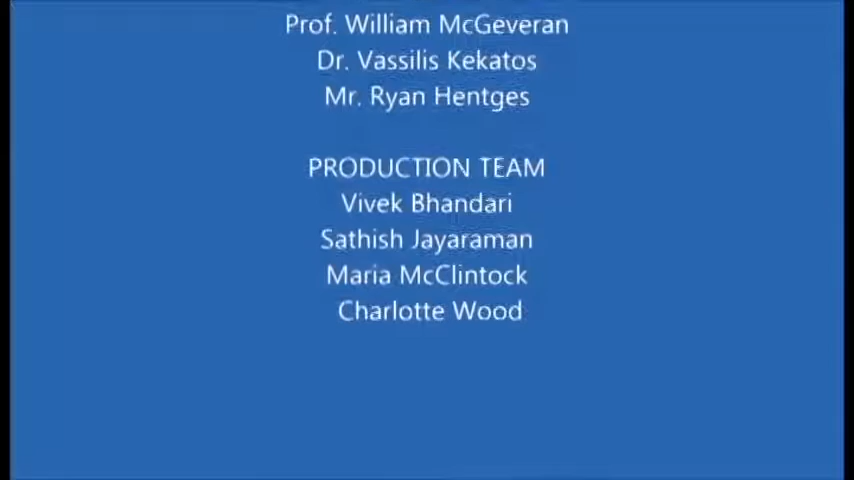 Prof. William McGeveran
Dr. Vassilis Kekatos
Mr. Ryan Hentges
PRODUCTION TEAM
Vivek Bhandari
Sathish Jayaraman
Maria McClintock
Charlotte Wood